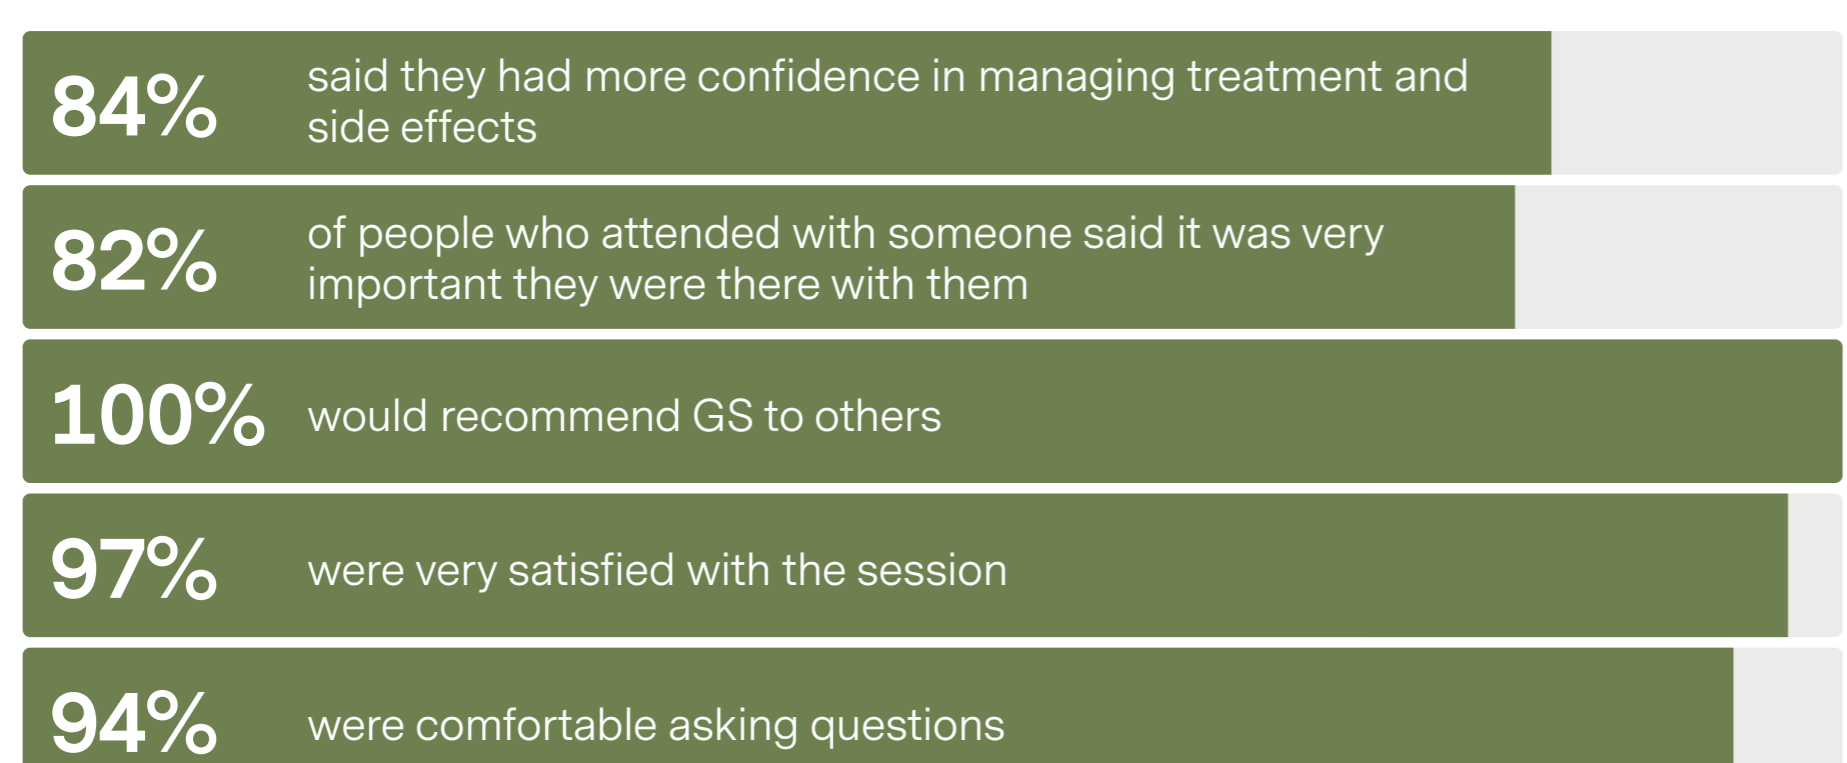 84%
said they had more confidence in managing treatment and
side effects
82%
of people who attended with someone said it was very
important they were there with them
100%
would recommend GS to others
97%
were very satisfied with the session
94%
were comfortable asking questions